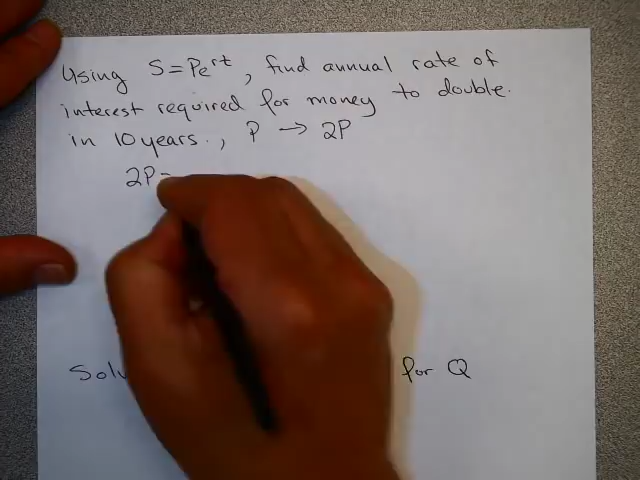 Using S=Pe^rt, find annual rate of
interest required for money to double.
in 10 years., P → 2P
2P=
Solv for Q